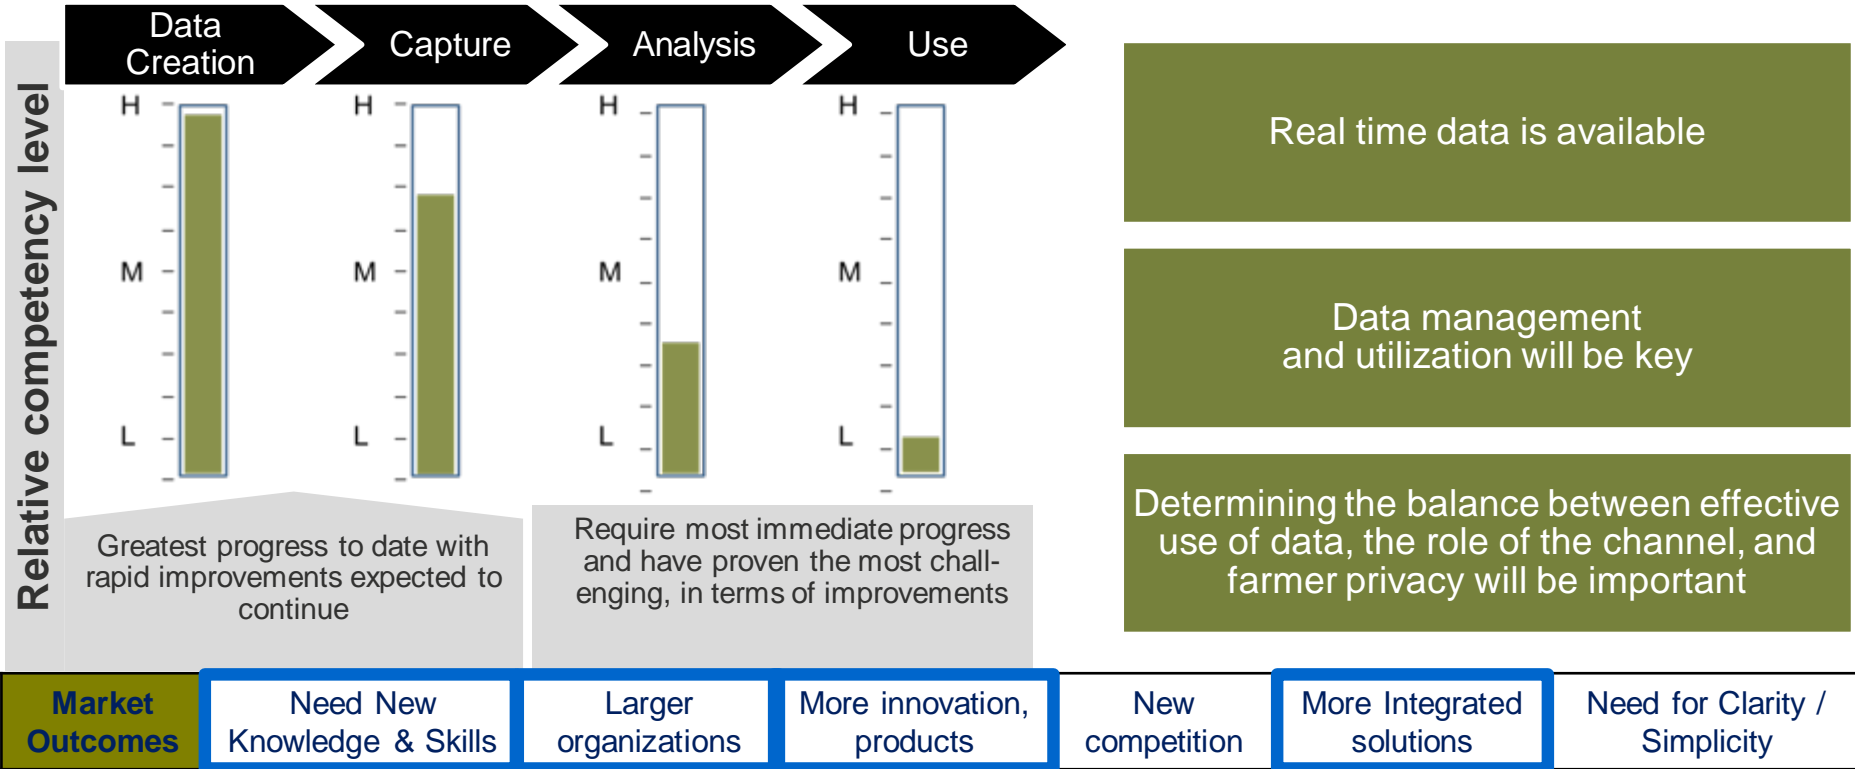 Data
Creation
Capture
Analysis
Use
Relative competency level
H
M
L
H
M
L
H
M
L
H
M
L
Greatest progress to date with
rapid improvements expected to
continue
Require most immediate progress
and have proven the most chall-
enging, in terms of improvements
Real time data is available
Data management
and utilization will be key
Determining the balance between effective
use of data, the role of the channel, and
farmer privacy will be important
Market
Outcomes
Need New
Knowledge & Skills
Larger
organizations
More innovation,
products
New
competition
More Integrated
solutions
Need for Clarity /
Simplicity